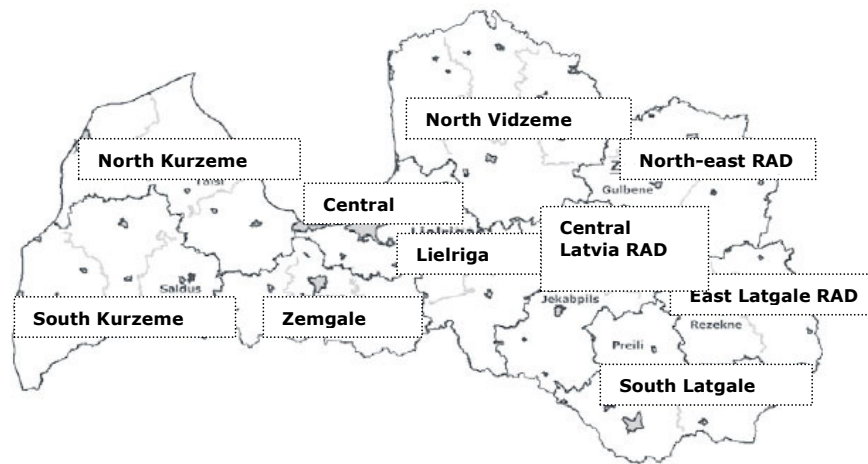 North Vidzeme
North Kurzeme
North-east RAD
Talsi
Gulbene
Central
Central
Latvia RAD
Lielriga
Saldus
Jekabpils
East Latgale RAD
South Kurzeme
Zemgale
Rezekne
Preili
South Latgale